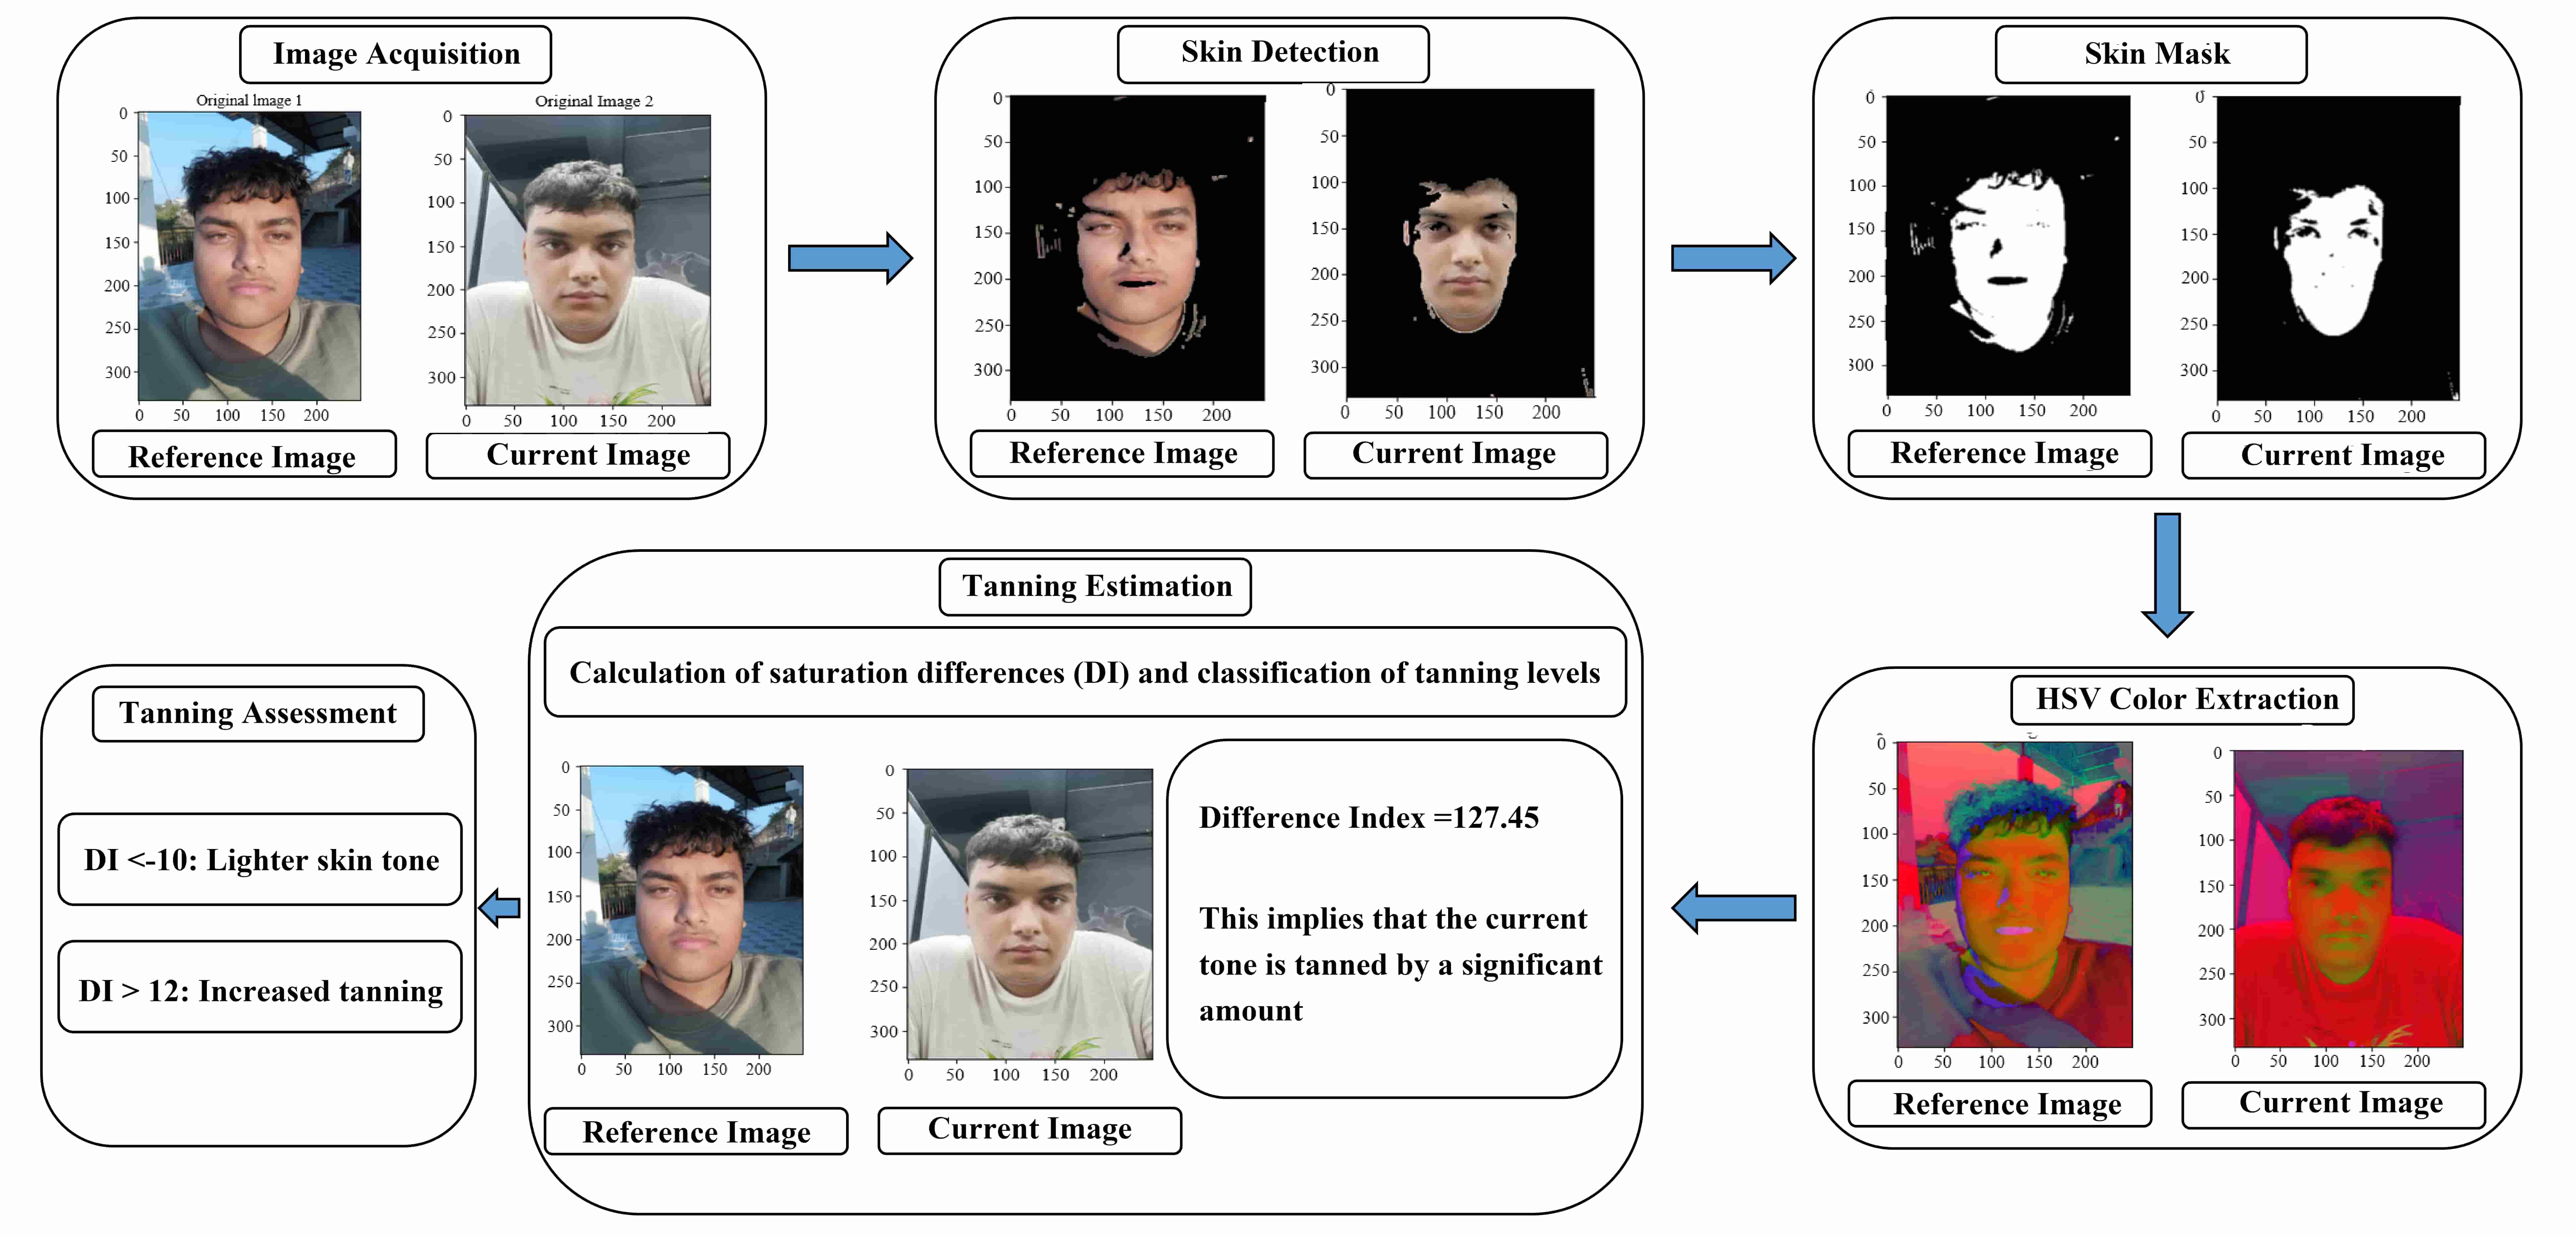 Image Acquisition
Original Image 1
Original Image 2
0
50
100
150
200
250
300
0 50 100 150 200
0
50
100
150
200
250
300
0 50 100 150 200
Reference Image
Current Image
Skin Detection
0
50
100
150
200
250
300
0 50 100 150 200
0
50
100
150
200
250
300
0 50 100 150 200
Reference Image
Current Image
Skin Mask
0
50
100
150
200
250
300
0 50 100 150 200
0
50
100
150
200
250
300
0 50 100 150 200
Reference Image
Current Image
HSV Color Extraction
0
50
100
150
200
250
300
0 50 100 150 200
0
50
100
150
200
250
300
0 50 100 150 200
Reference Image
Current Image
Tanning Estimation
Calculation of saturation differences (DI) and classification of tanning levels
0
50
100
150
200
250
300
0 50 100 150 200
0
50
100
150
200
250
300
0 50 100 150 200
Reference Image
Current Image
Difference Index =127.45
This implies that the current
tone is tanned by a significant
amount
Tanning Assessment
DI <-10: Lighter skin tone
DI > 12: Increased tanning